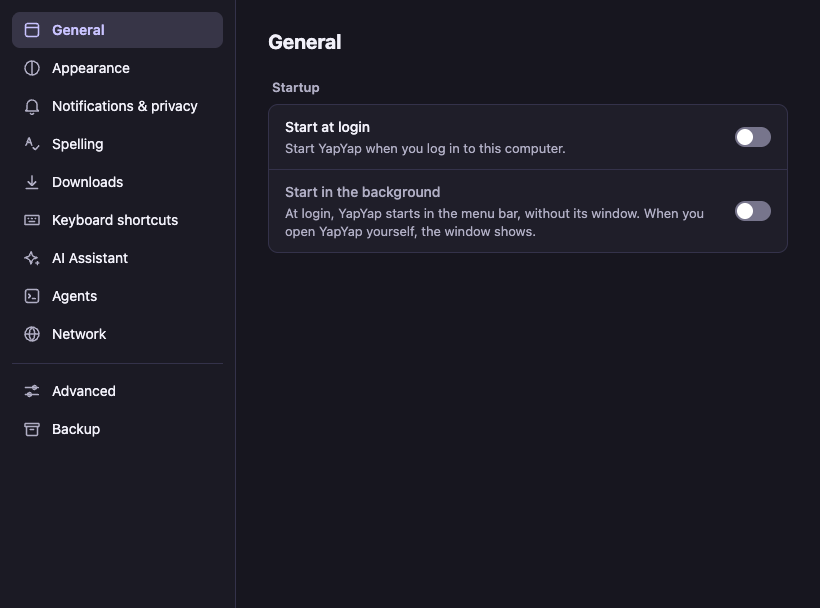 General
Appearance
Notifications & privacy
Spelling
Downloads
Keyboard shortcuts
AI Assistant
Agents
Network
Advanced
Backup
General
Startup
Start at login
Start YapYap when you log in to this computer.
Start in the background
At login, YapYap starts in the menu bar, without its window. When you
open YapYap yourself, the window shows.